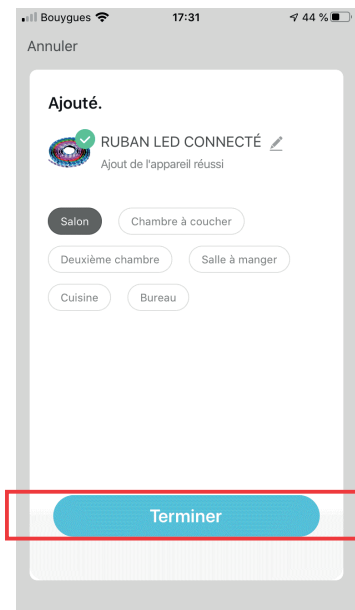 Bouygues 17:31 44 %
Annuler
Ajouté.
RUBAN LED CONNECTÉ
Ajout de l'appareil réussi
Salon Chambre à coucher
Deuxième chambre Salle à manger
Cuisine Bureau
Terminer